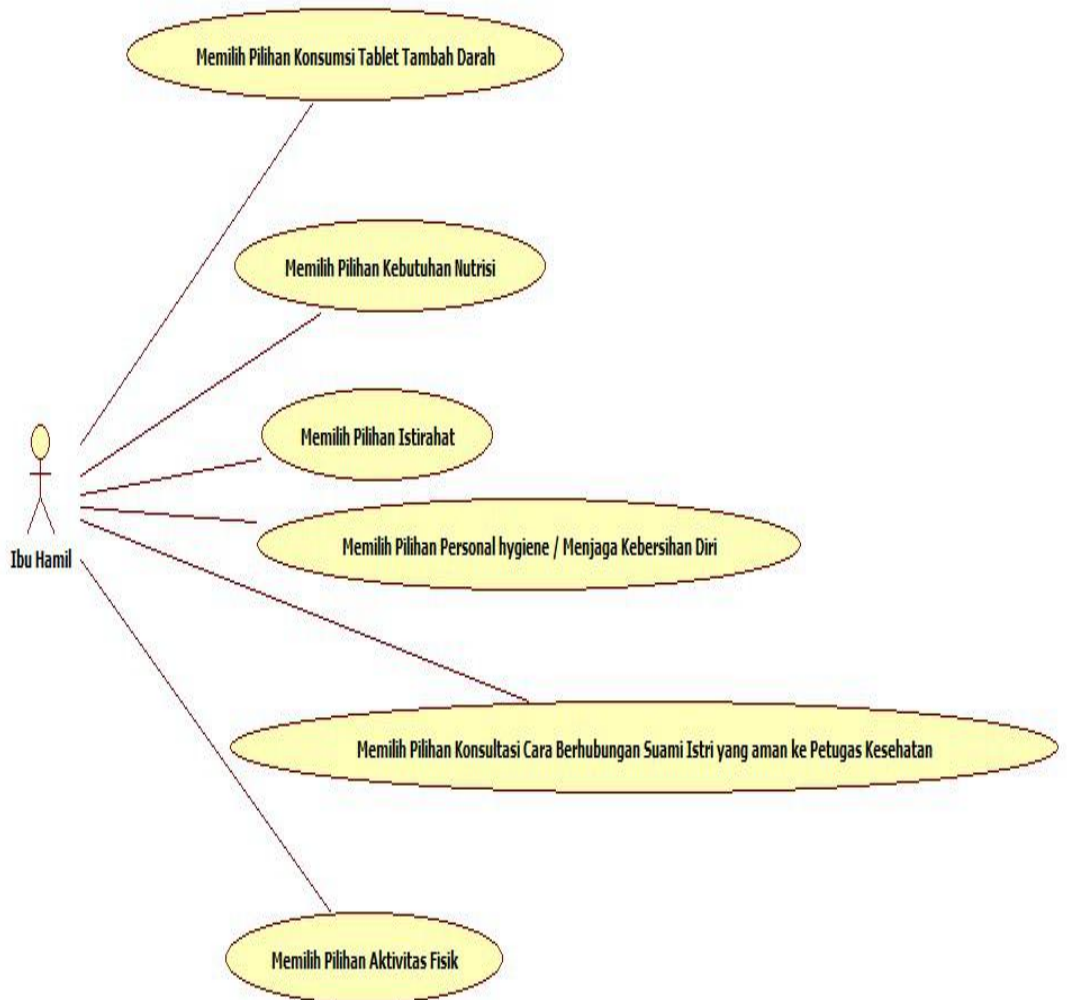 Memilih Pilihan Konsumsi Tablet Tambah Darah
Memilih Pilihan Kebutuhan Nutrisi
Memilih Pilihan Istirahat
Memilih Pilihan Personal hygiene / Menjaga Kebersihan Diri
Ibu Hamil
Memilih Pilihan Konsultasi Cara Berhubungan Suami Istri yang aman ke Petugas Kesehatan
Memilih Pilihan Aktivitas Fisik